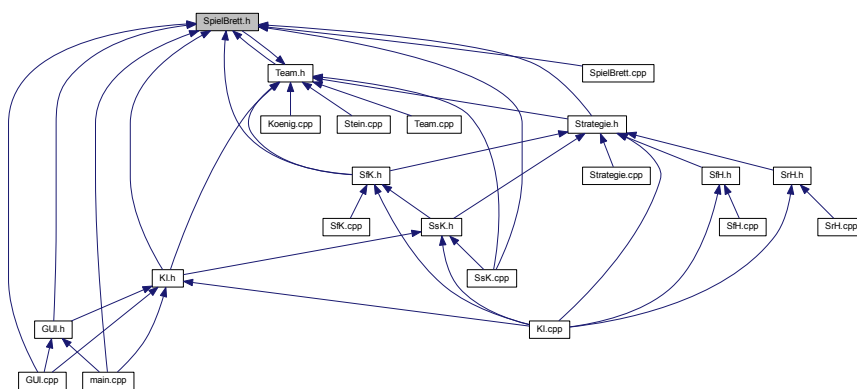 SpielBrett.h
Team.h
SpielBrett.cpp
Koenig.cpp
Stein.cpp
Team.cpp
Strategie.h
SfK.h
Strategie.cpp
SfH.h
SrH.h
SfK.cpp
SsK.h
SfH.cpp
SrH.cpp
KI.h
SsK.cpp
GUI.h
KI.cpp
GUI.cpp
main.cpp